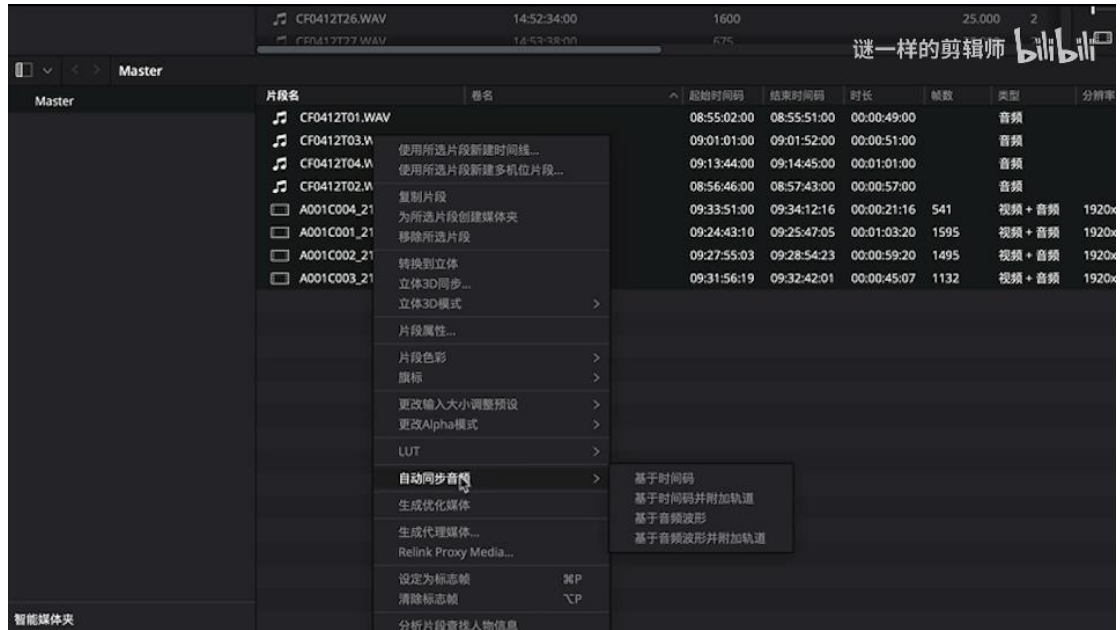 CF0412T26.WAV 14:52:34:00 1600 25.000 2
CF0412T27.WAV 14:53:38:00 675
谜一样的剪辑师 bilibili
Master
Master
片段名 卷名 起始时间码 结束时间码 时长 帧数 类型 分辨率
CF0412T01.WAV 08:55:02:00 08:55:51:00 00:00:49:00 音频
CF0412T03.W 09:01:01:00 09:01:52:00 00:00:51:00 音频
CF0412T04.W 09:13:44:00 09:14:45:00 00:01:01:00 音频
CF0412T02.W 08:56:46:00 08:57:43:00 00:00:57:00 音频
A001C004_21 09:33:51:00 09:34:12:16 00:00:21:16 541 视频 + 音频 1920x
A001C001_21 09:24:43:10 09:25:47:05 00:01:03:20 1595 视频 + 音频 1920x
A001C002_21 09:27:55:03 09:28:54:23 00:00:59:20 1495 视频 + 音频 1920x
A001C003_21 09:31:56:19 09:32:42:01 00:00:45:07 1132 视频 + 音频 1920x
使用所选片段新建时间线...
使用所选片段新建多机位片段...
复制片段
为所选片段创建媒体夹
移除所选片段
转换到立体
立体3D同步...
立体3D模式
片段属性...
片段色彩
旗标
更改输入大小调整预设
更改Alpha模式
LUT
自动同步音频
基于时间码
基于时间码并附加轨道
基于音频波形
基于音频波形并附加轨道
生成优化媒体
生成代理媒体...
Relink Proxy Media...
设定为标志帧 ⌘P
清除标志帧 ⌥P
分析片段查找人物信息
智能媒体夹